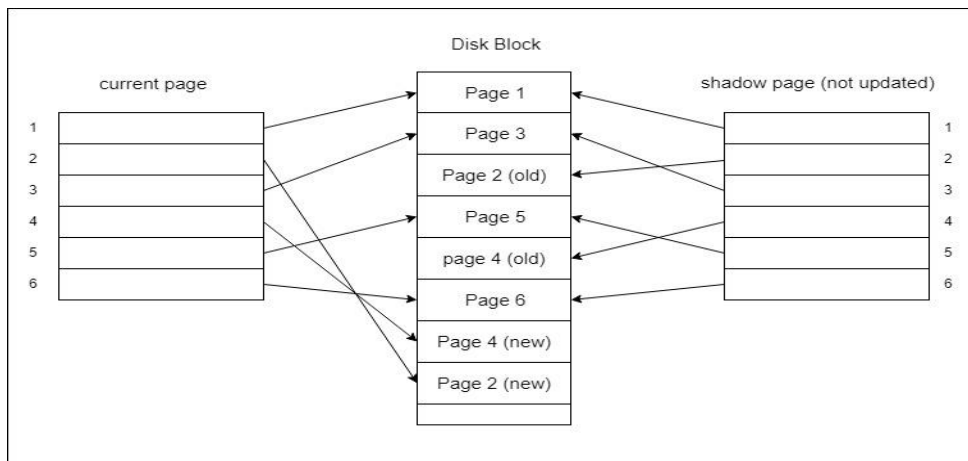 Disk Block
current page
shadow page (not updated)
1
2
3
4
5
6
Page 1
Page 3
Page 2 (old)
Page 5
page 4 (old)
Page 6
Page 4 (new)
Page 2 (new)
1
2
3
4
5
6